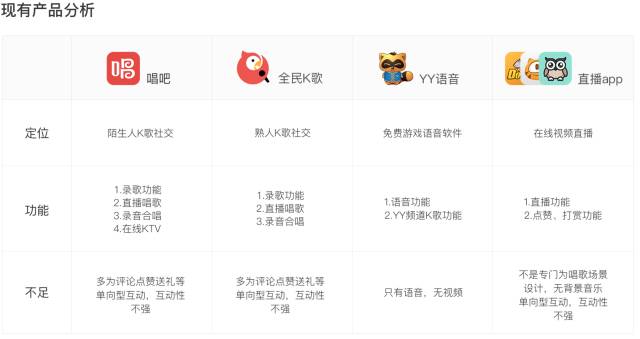 现有产品分析
唱
唱吧
全民K歌
YY语音
直播app
定位
陌生人K歌社交
熟人K歌社交
免费游戏语音软件
在线视频直播
功能
1.录歌功能
2.直播唱歌
3.录音合唱
4.在线KTV
1.录歌功能
2.直播唱歌
3.录音合唱
1.语音功能
2.YY频道K歌功能
1.直播功能
2.点赞、打赏功能
不足
多为评论点赞送礼等
单向型互动，互动性
不强
多为评论点赞送礼等
单向型互动，互动性
不强
只有语音，无视频
不是专门为唱歌场景
设计，无背景音乐
单向型互动，互动性
不强